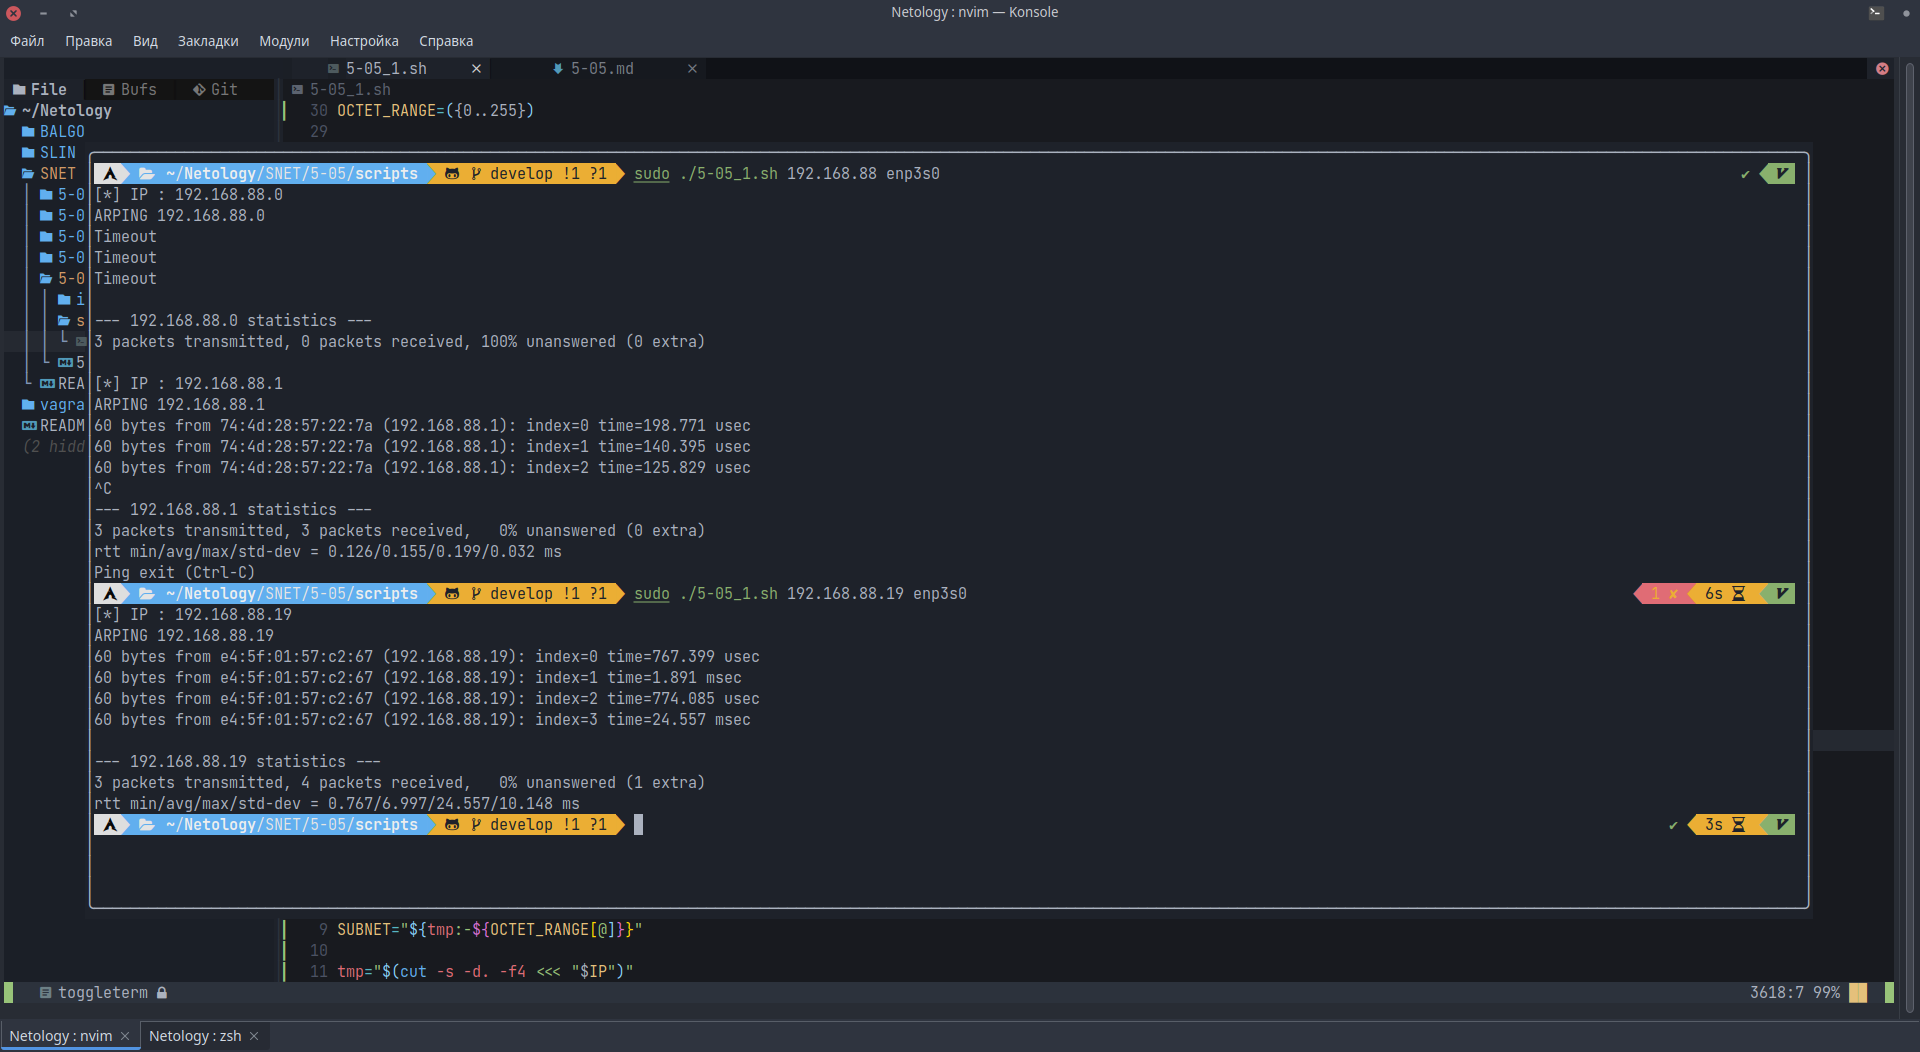 Netology : nvim — Konsole
Файл Правка Вид Закладки Модули Настройка Справка
5-05_1.sh 5-05.md
File Bufs Git 5-05_1.sh
~/Netology 30 OCTET_RANGE=({0..255})
BALGO 29
SLIN
SNET ~/Netology/SNET/5-05/scripts develop !1 ?1 sudo ./5-05_1.sh 192.168.88 enp3s0
5-0 [*] IP : 192.168.88.0
5-0 ARPING 192.168.88.0
5-0 Timeout
5-0 Timeout
5-0 Timeout
i
s --- 192.168.88.0 statistics ---
3 packets transmitted, 0 packets received, 100% unanswered (0 extra)
5
REA [*] IP : 192.168.88.1
vagra ARPING 192.168.88.1
READM 60 bytes from 74:4d:28:57:22:7a (192.168.88.1): index=0 time=198.771 usec
(2 hidd 60 bytes from 74:4d:28:57:22:7a (192.168.88.1): index=1 time=140.395 usec
60 bytes from 74:4d:28:57:22:7a (192.168.88.1): index=2 time=125.829 usec
^C
--- 192.168.88.1 statistics ---
3 packets transmitted, 3 packets received,   0% unanswered (0 extra)
rtt min/avg/max/std-dev = 0.126/0.155/0.199/0.032 ms
Ping exit (Ctrl-C)
~/Netology/SNET/5-05/scripts develop !1 ?1 sudo ./5-05_1.sh 192.168.88.19 enp3s0 1 ✘ 6s
[*] IP : 192.168.88.19
ARPING 192.168.88.19
60 bytes from e4:5f:01:57:c2:67 (192.168.88.19): index=0 time=767.399 usec
60 bytes from e4:5f:01:57:c2:67 (192.168.88.19): index=1 time=1.891 msec
60 bytes from e4:5f:01:57:c2:67 (192.168.88.19): index=2 time=774.085 usec
60 bytes from e4:5f:01:57:c2:67 (192.168.88.19): index=3 time=24.557 msec
--- 192.168.88.19 statistics ---
3 packets transmitted, 4 packets received,   0% unanswered (1 extra)
rtt min/avg/max/std-dev = 0.767/6.997/24.557/10.148 ms
~/Netology/SNET/5-05/scripts develop !1 ?1 ✔ 3s
9 SUBNET="${tmp:-${OCTET_RANGE[@]}}"
10
11 tmp="$(cut -s -d. -f4 <<< "$IP")"
toggleterm 3618:7 99%
Netology : nvim Netology : zsh